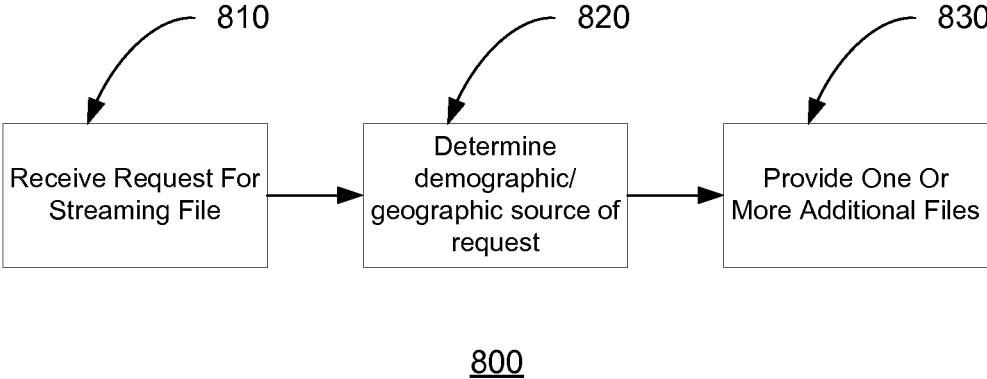 810
820
830
Receive Request For
Streaming File
Determine
demographic/
geographic source of
request
Provide One Or
More Additional Files
800